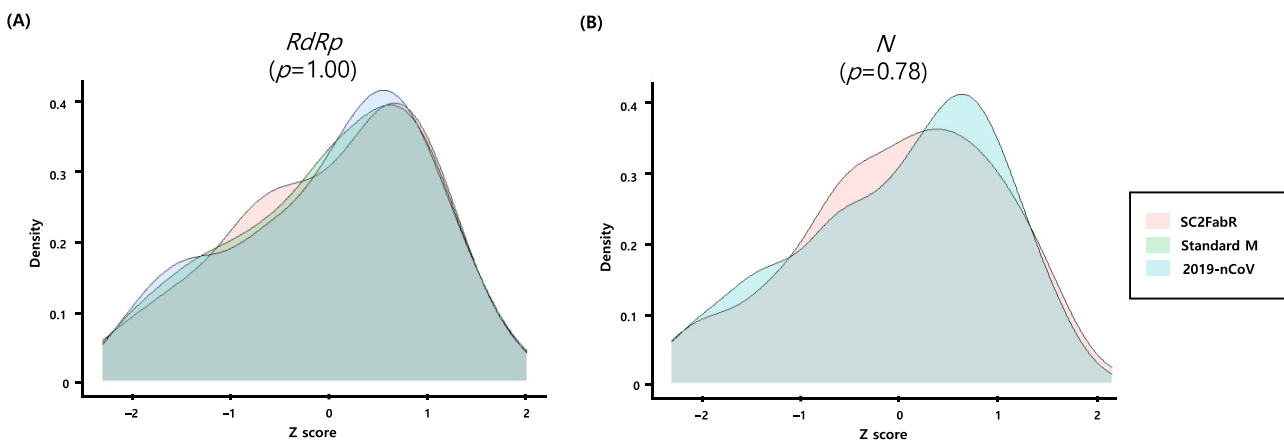 (A)
RdRp
(p=1.00)
Density
0.4
0.3
0.2
0.1
0
−2
−1
0
1
2
Z score
(B)
N
(p=0.78)
Density
0.4
0.3
0.2
0.1
0
−2
−1
0
1
2
Z score
SC2FabR
Standard M
2019-nCoV